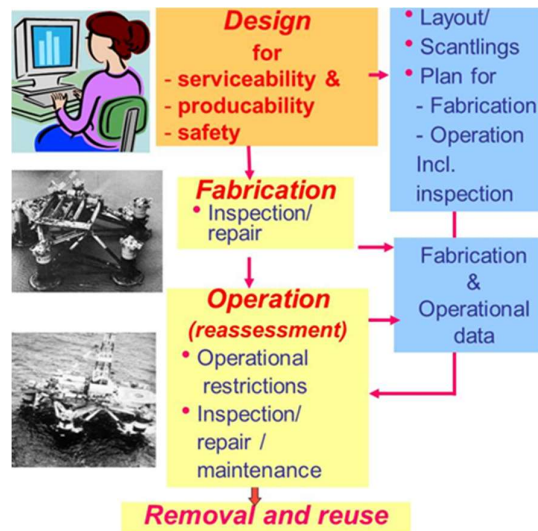 Design
for
- serviceability &
- producability
- safety
• Layout/
• Scantlings
• Plan for
- Fabrication
- Operation
Incl.
inspection
Fabrication
• Inspection/
repair
Fabrication
&
Operational
data
Operation
(reassessment)
• Operational
restrictions
• Inspection/
repair /
maintenance
Removal and reuse